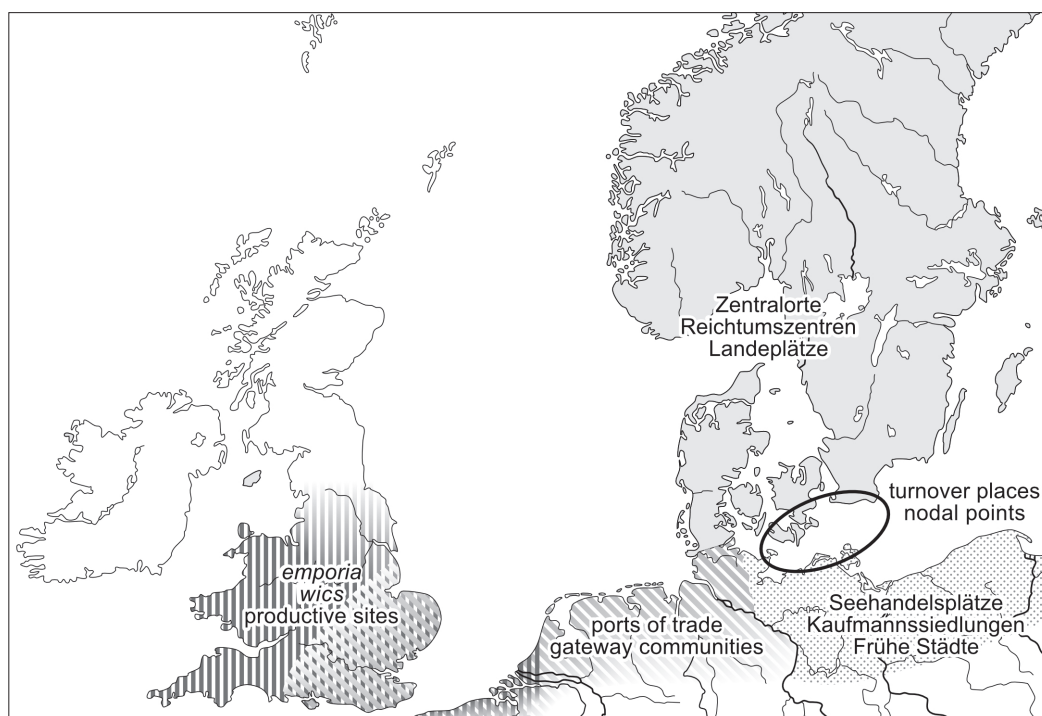 Zentralorte,
Reichtumszentren
Landeplätze
turnover places
nodal points
emporia
wics
productive sites
ports of trade
gateway communities
Seehandelsplätze
Kaufmannssiedlungen
Frühe Städte